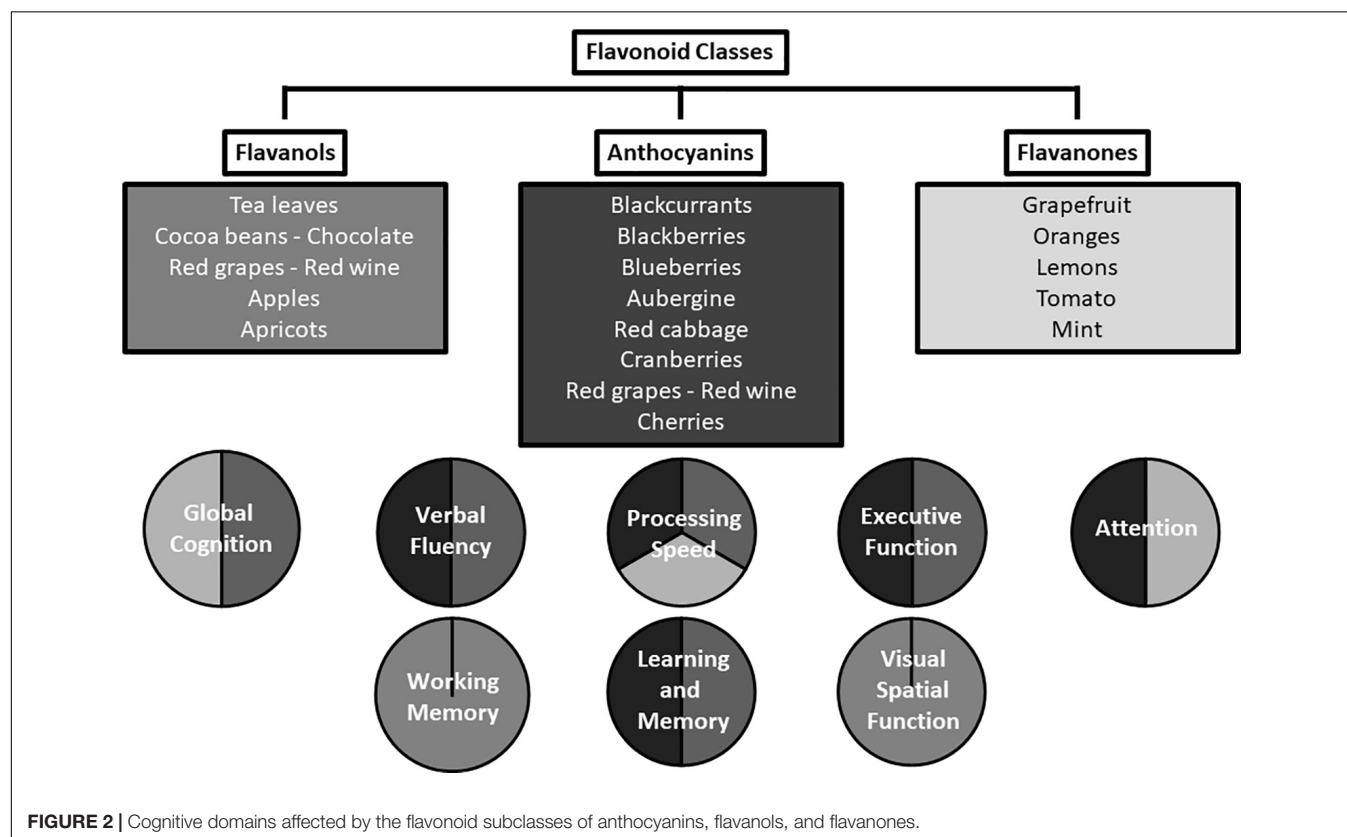 Flavonoid Classes
Flavanols
Anthocyanins
Flavanones
Tea leaves
Cocoa beans - Chocolate
Red grapes - Red wine
Apples
Apricots
Blackcurrants
Blackberries
Blueberries
Aubergine
Red cabbage
Cranberries
Red grapes - Red wine
Cherries
Grapefruit
Oranges
Lemons
Tomato
Mint
Global
Cognition
Verbal
Fluency
Processing
Speed
Executive
Function
Attention
Working
Memory
Learning
and
Memory
Visual
Spatial
Function
FIGURE 2 | Cognitive domains affected by the flavonoid subclasses of anthocyanins, flavanols, and flavanones.